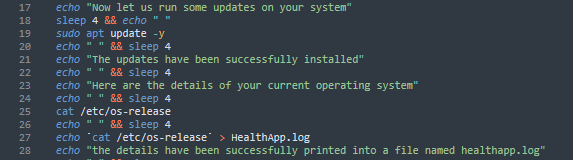 17 echo "Now let us run some updates on your system"
18 sleep 4 && echo " "
19 sudo apt update -y
20 echo " " && sleep 4
21 echo "The updates have been successfully installed"
22 echo " " && sleep 4
23 echo "Here are the details of your current operating system"
24 echo " " && sleep 4
25 cat /etc/os-release
26 echo " " && sleep 4
27 echo `cat /etc/os-release` > HealthApp.log
28 echo "the details have been successfully printed into a file named healthapp.log"